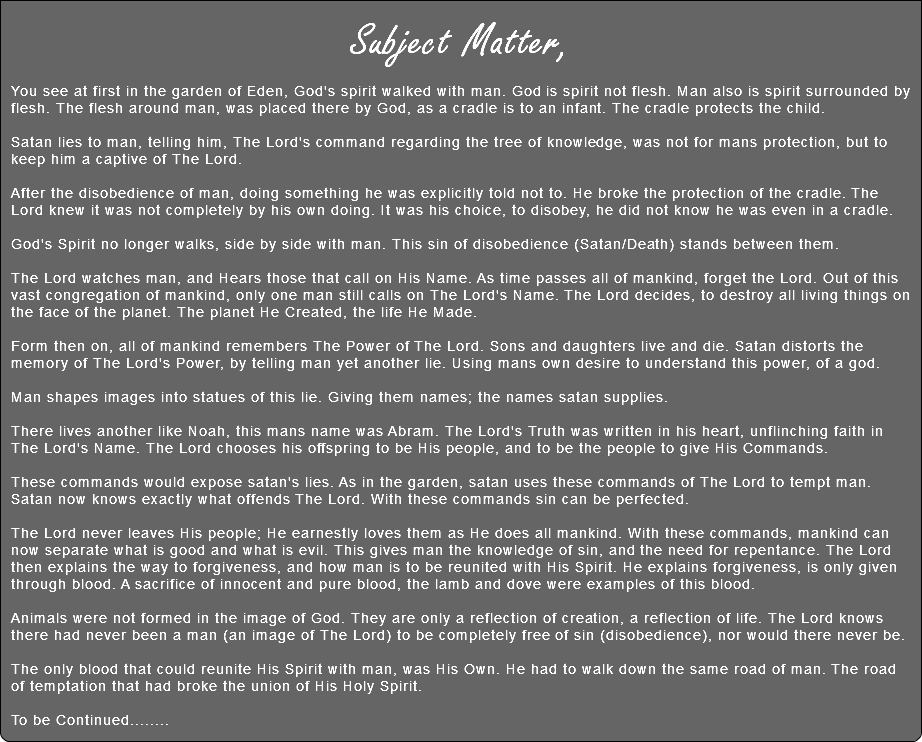 Subject Matter,
You see at first in the garden of Eden, God's spirit walked with man. God is spirit not flesh. Man also is spirit surrounded by
flesh. The flesh around man, was placed there by God, as a cradle is to an infant. The cradle protects the child.
Satan lies to man, telling him, The Lord's command regarding the tree of knowledge, was not for mans protection, but to
keep him a captive of The Lord.
After the disobedience of man, doing something he was explicitly told not to. He broke the protection of the cradle. The
Lord knew it was not completely by his own doing. It was his choice, to disobey, he did not know he was even in a cradle.
God's Spirit no longer walks, side by side with man. This sin of disobedience (Satan/Death) stands between them.
The Lord watches man, and Hears those that call on His Name. As time passes all of mankind, forget the Lord. Out of this
vast congregation of mankind, only one man still calls on The Lord's Name. The Lord decides, to destroy all living things on
the face of the planet. The planet He Created, the life He Made.
Form then on, all of mankind remembers The Power of The Lord. Sons and daughters live and die. Satan distorts the
memory of The Lord's Power, by telling man yet another lie. Using mans own desire to understand this power, of a god.
Man shapes images into statues of this lie. Giving them names; the names satan supplies.
There lives another like Noah, this mans name was Abram. The Lord's Truth was written in his heart, unflinching faith in
The Lord's Name. The Lord chooses his offspring to be His people, and to be the people to give His Commands.
These commands would expose satan's lies. As in the garden, satan uses these commands of The Lord to tempt man.
Satan now knows exactly what offends The Lord. With these commands sin can be perfected.
The Lord never leaves His people; He earnestly loves them as He does all mankind. With these commands, mankind can
now separate what is good and what is evil. This gives man the knowledge of sin, and the need for repentance. The Lord
then explains the way to forgiveness, and how man is to be reunited with His Spirit. He explains forgiveness, is only given
through blood. A sacrifice of innocent and pure blood, the lamb and dove were examples of this blood.
Animals were not formed in the image of God. They are only a reflection of creation, a reflection of life. The Lord knows
there had never been a man (an image of The Lord) to be completely free of sin (disobedience), nor would there never be.
The only blood that could reunite His Spirit with man, was His Own. He had to walk down the same road of man. The road
of temptation that had broke the union of His Holy Spirit.
To be Continued........